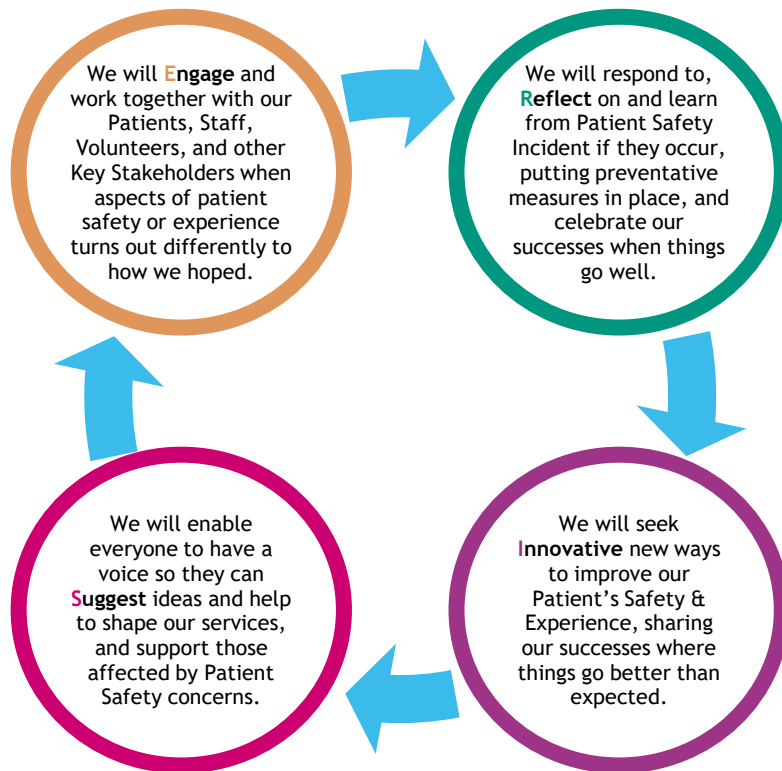 We will Engage and
work together with our
Patients, Staff,
Volunteers, and other
Key Stakeholders when
aspects of patient
safety or experience
turns out differently to
how we hoped.
We will respond to,
Reflect on and learn
from Patient Safety
Incident if they occur,
putting preventative
measures in place, and
celebrate our
successes when things
go well.
We will seek
Innovative new ways
to improve our
Patient’s Safety &
Experience, sharing
our successes where
things go better than
expected.
We will enable
everyone to have a
voice so they can
Suggest ideas and help
to shape our services,
and support those
affected by Patient
Safety concerns.